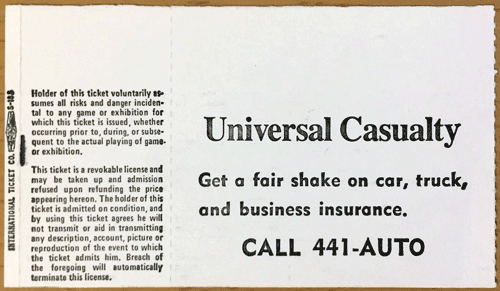 INTERNATIONAL TICKET CO. S-188
Holder of this ticket voluntarily as-
sumes all risks and danger inciden-
tal to any game or exhibition for
which this ticket is issued, whether
occurring prior to, during, or subse-
quent to the actual playing of game
or exhibition.
This ticket is a revokable license and
may be taken up and admission
refused upon refunding the price
appearing hereon. The holder of this
ticket is admitted on condition, and
by using this ticket agrees he will
not transmit or aid in transmitting
any description, account, picture or
reproduction of the event to which
the ticket admits him. Breach of
the foregoing will automatically
terminate this license.
Universal Casualty
Get a fair shake on car, truck,
and business insurance.
CALL 441-AUTO